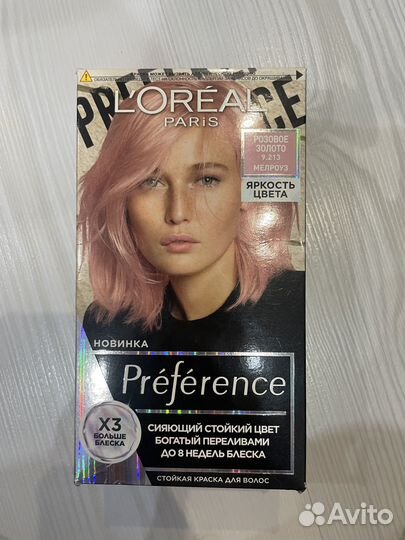 PRÉFÉRENCE
L'ORÉAL
PARIS
РОЗОВОЕ
ЗОЛОТО
9.213
МЕЛРОУЗ
ЯРКОСТЬ
ЦВЕТА
НОВИНКА
Préférence
X3
БОЛЬШЕ
БЛЕСКА
СИЯЮЩИЙ СТОЙКИЙ ЦВЕТ
БОГАТЫЙ ПЕРЕЛИВАМИ
ДО 8 НЕДЕЛЬ БЛЕСКА
СТОЙКАЯ КРАСКА ДЛЯ ВОЛОС
Avito